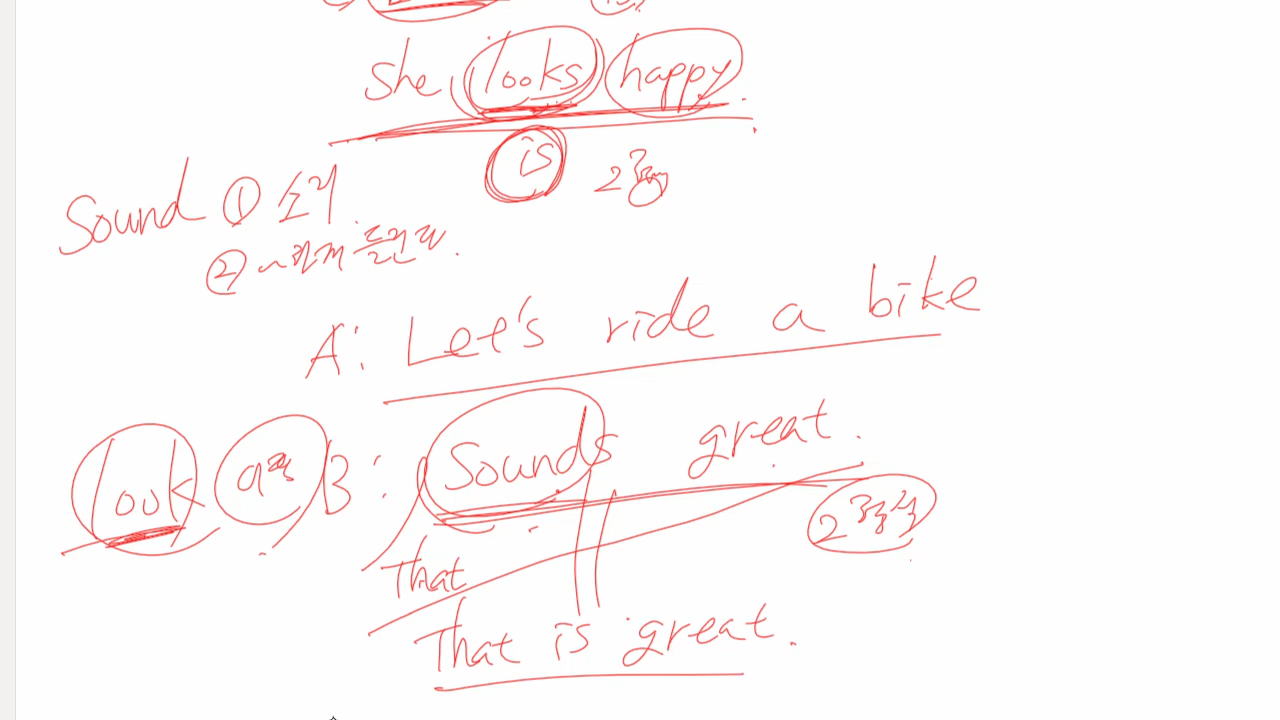 She looks happy.
is 2형식
Sound ① 소리
② ~하게 들린다.
A: Let's ride a bike
look B: Sounds great.
2형식
That
That is great.